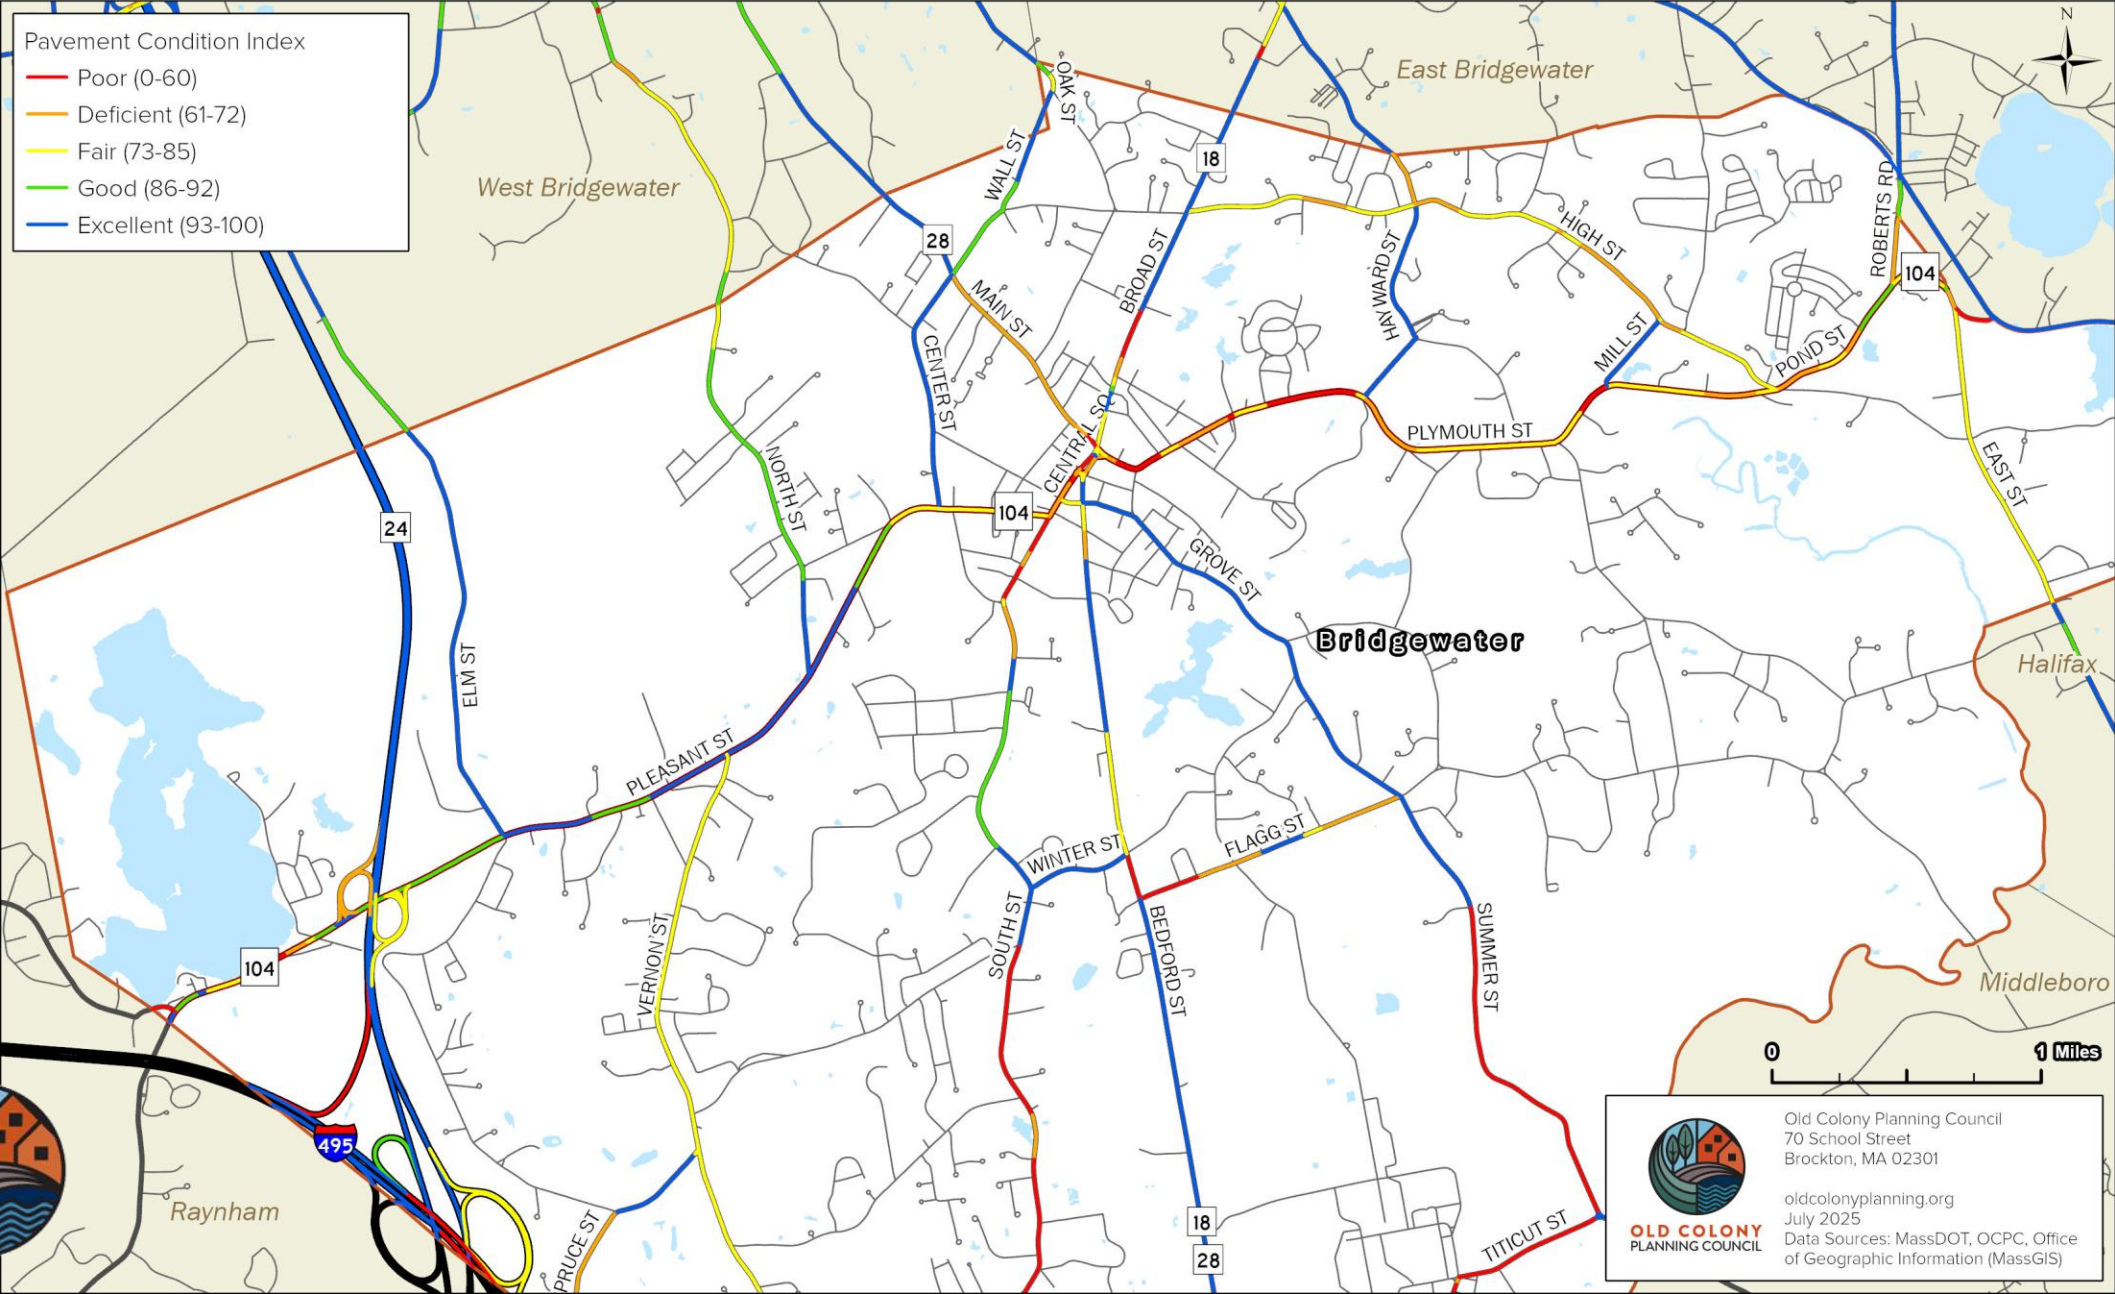 Pavement Condition Index
Poor (0-60)
Deficient (61-72)
Fair (73-85)
Good (86-92)
Excellent (93-100)
N
East Bridgewater
West Bridgewater
OAK ST
WALL ST
18
28
BROAD ST
HIGH ST
HAYWARD ST
ROBERTS RD
104
MAIN ST
CENTER ST
MILL ST
POND ST
CENTRAL SQ
PLYMOUTH ST
EAST ST
NORTH ST
24
104
GROVE ST
Bridgewater
Halifax
ELM ST
PLEASANT ST
WINTER ST
FLAGG ST
SOUTH ST
BEDFORD ST
SUMMER ST
VERNON ST
104
Middleboro
0 1 Miles
495
Raynham
PRUCE ST
18
28
TITICUT ST
OLD COLONY
PLANNING COUNCIL
Old Colony Planning Council
70 School Street
Brockton, MA 02301
oldcolonyplanning.org
July 2025
Data Sources: MassDOT, OCPC, Office
of Geographic Information (MassGIS)